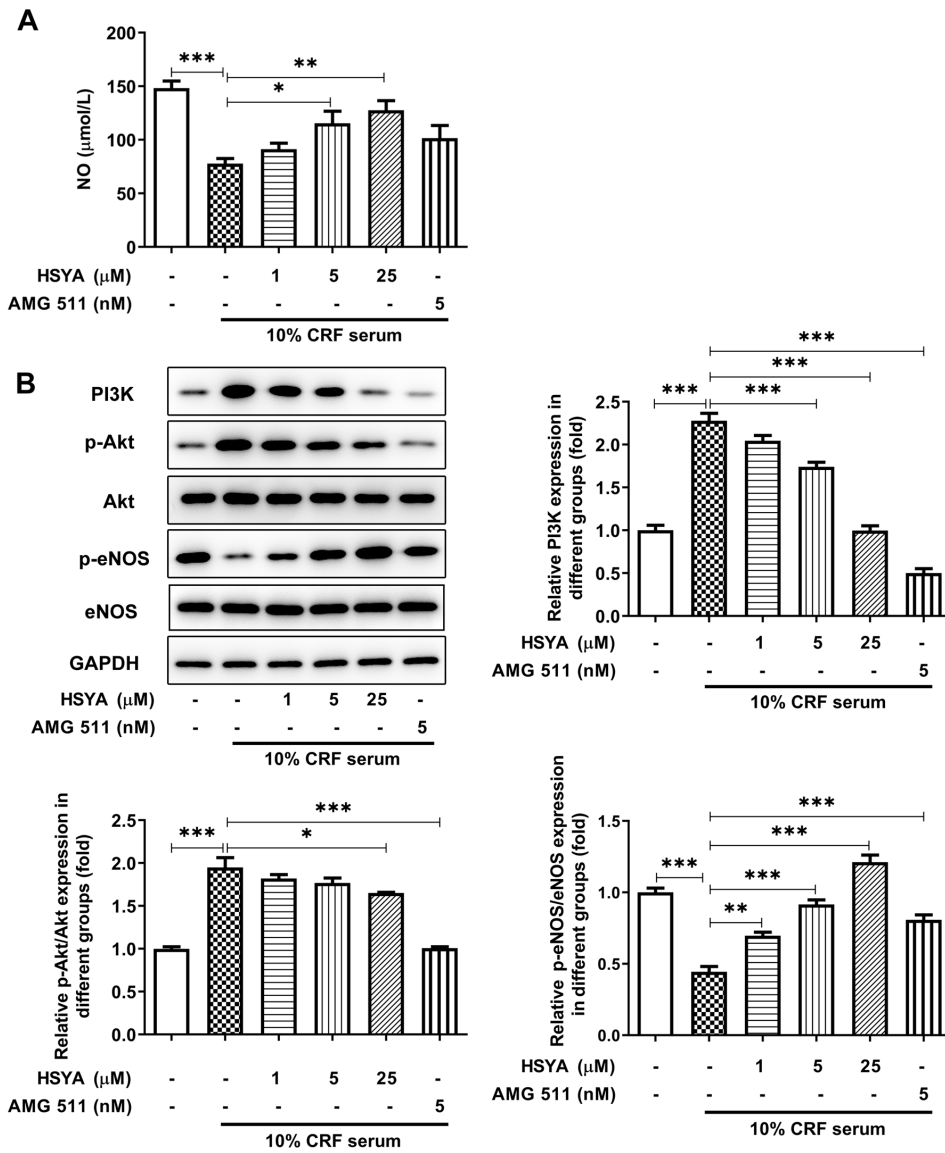 A
NO (μmol/L)
150
100
50
0
***
**
*
HSYA (μM) - - 1 5 25 -
AMG 511 (nM) - - - - - 5
10% CRF serum
B
PI3K
p-Akt
Akt
p-eNOS
eNOS
GAPDH
HSYA (μM) - - 1 5 25 -
AMG 511 (nM) - - - - - 5
10% CRF serum
Relative PI3K expression in
different groups (fold)
2.5
2.0
1.5
1.0
0.5
0.0
***
***
*** ***
HSYA (μM) - - 1 5 25 -
AMG 511 (nM) - - - - - 5
10% CRF serum
Relative p-Akt/Akt expression in
different groups (fold)
2.5
2.0
1.5
1.0
0.5
0.0
***
*** *
HSYA (μM) - - 1 5 25 -
AMG 511 (nM) - - - - - 5
10% CRF serum
Relative p-eNOS/eNOS expression
in different groups (fold)
1.5
1.0
0.5
0.0
***
***
*** ***
**
HSYA (μM) - - 1 5 25 -
AMG 511 (nM) - - - - - 5
10% CRF serum